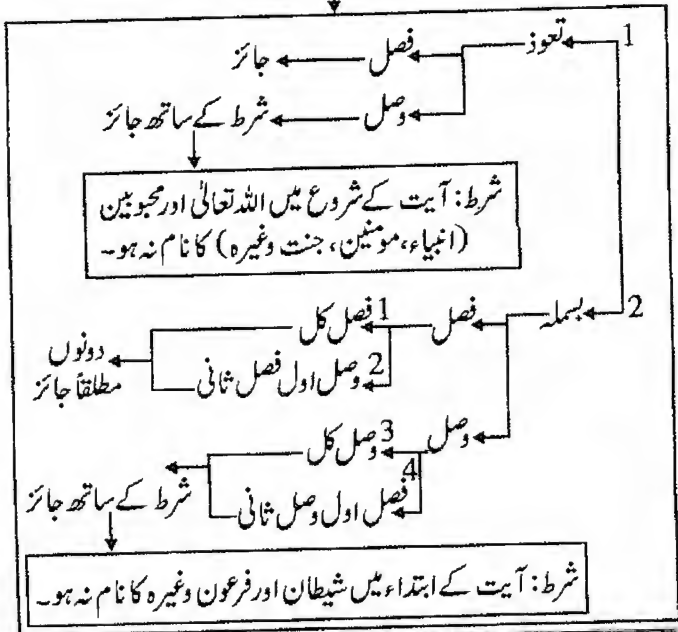 1 تعوذ
فصل
جائز
وصل
شرط کے ساتھ جائز
شرط: آیت کے شروع میں اللہ تعالیٰ اور محبوبین
(انبیاء، مومنین، جنت وغیرہ) کا نام نہ ہو۔
2 بسملہ
فصل
1 فصل کل
2 وصل اول فصل ثانی
دونوں
مطلقاً جائز
وصل
3 وصل کل
4 فصل اول وصل ثانی
شرط کے ساتھ جائز
شرط: آیت کے ابتداء میں شیطان اور فرعون وغیرہ کا نام نہ ہو۔